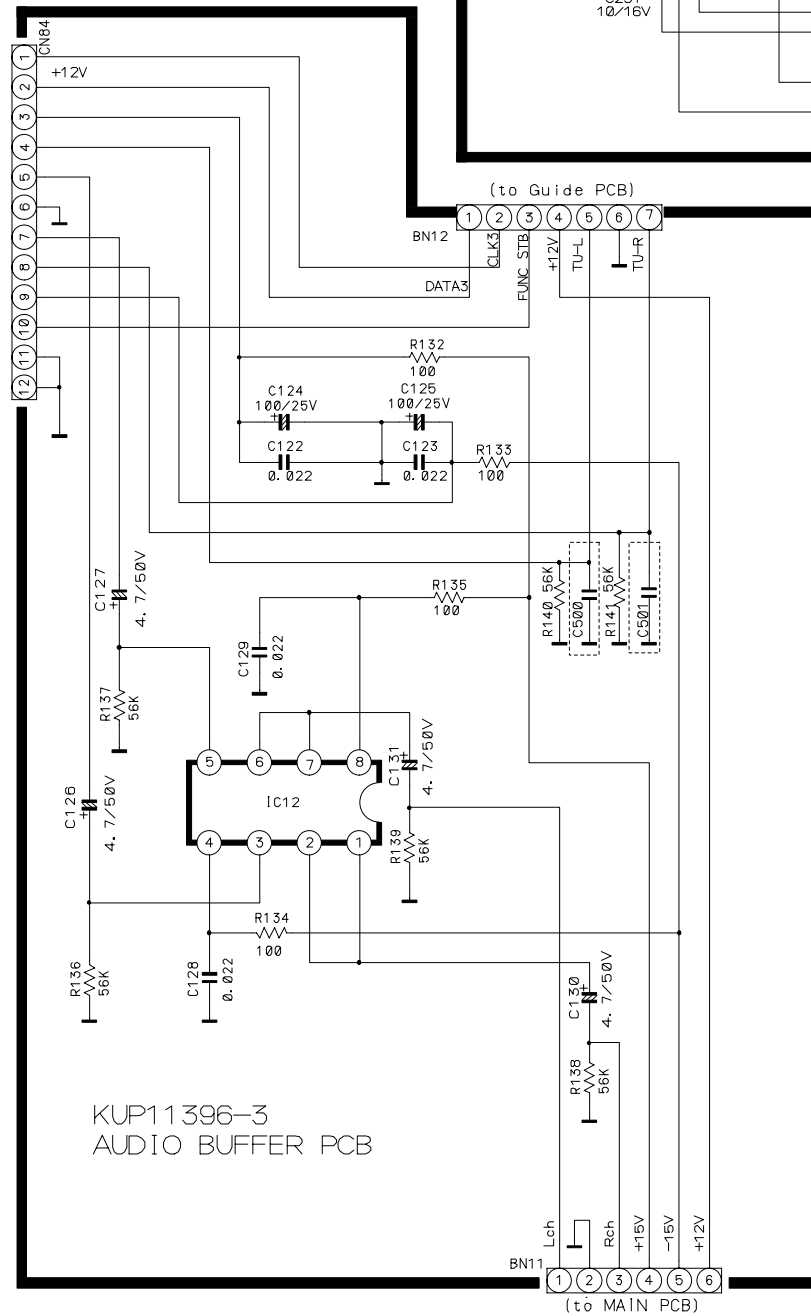 C251
10/16V
CN84
1
+12V
2
3
4
5
6
7
8
9
10
11
12
(to Guide PCB)
BN12
1
2
3
4
5
6
7
DATA3
CLK3
FUNC STB
+12V
TU-L
TU-R
R132
100
C124
100/25V
+
C125
100/25V
+
C122
0.022
C123
0.022
R133
100
C127
+
4.7/50V
R135
100
R140 56K
C500
R141 56K
C501
C129
0.022
R137
56K
5
6
7
8
IC12
4
3
2
1
C131
+
4.7/50V
C126
+
4.7/50V
R139
56K
R134
100
R136
56K
C128
0.022
C130
+
4.7/50V
R138
56K
KUP11396-3
AUDIO BUFFER PCB
Lch
Rch
+15V
-15V
+12V
BN11
1
2
3
4
5
6
(to MAIN PCB)